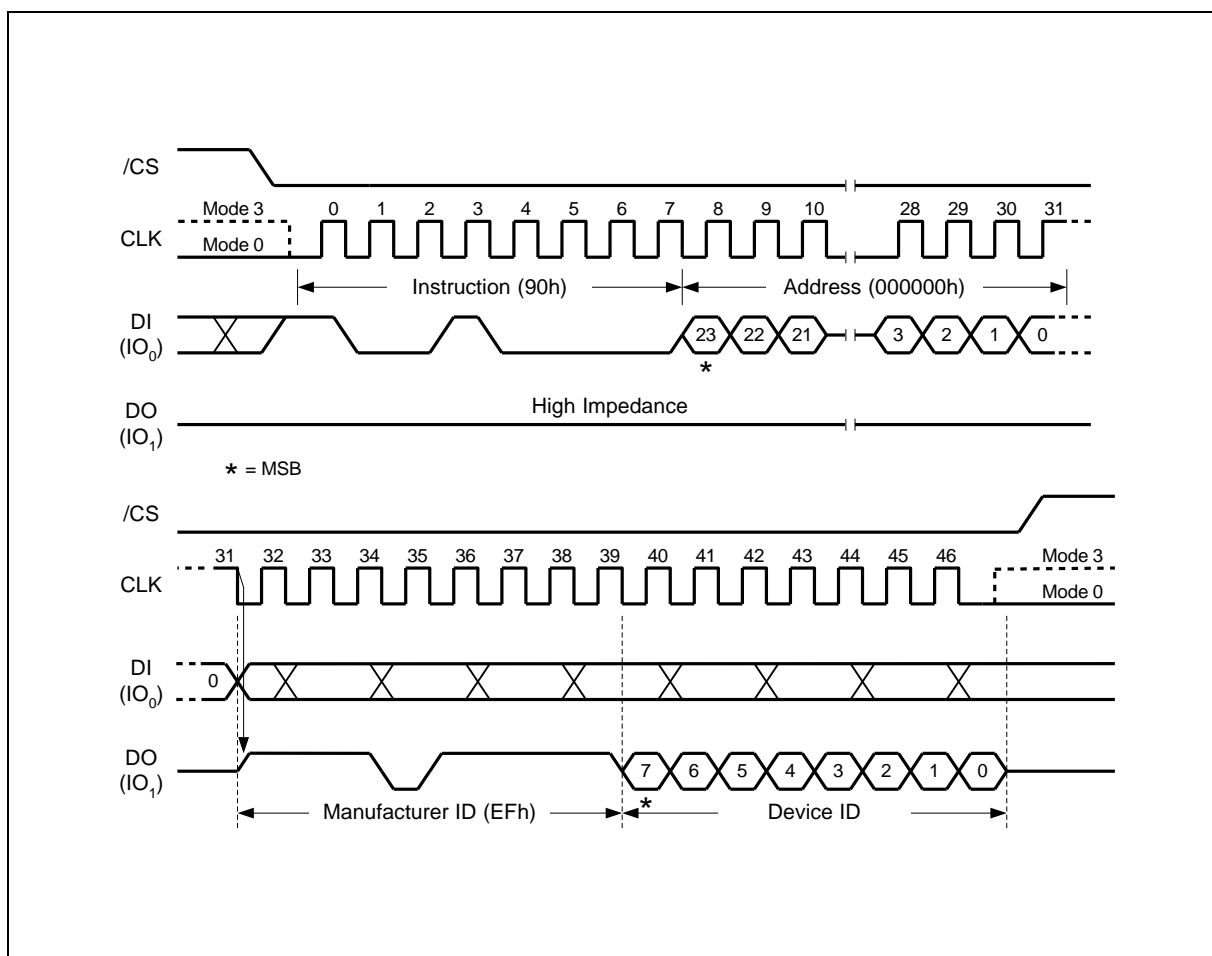 /CS
Mode 3 0 1 2 3 4 5 6 7 8 9 10 28 29 30 31
CLK Mode 0
Instruction (90h) Address (000000h)
DI
(IO0) 23 22 21 3 2 1 0
*
High Impedance
DO
(IO1)
* = MSB
/CS
31 32 33 34 35 36 37 38 39 40 41 42 43 44 45 46 Mode 3
CLK Mode 0
DI
(IO0) 0
DO
(IO1) 7 6 5 4 3 2 1 0
*
Manufacturer ID (EFh) Device ID